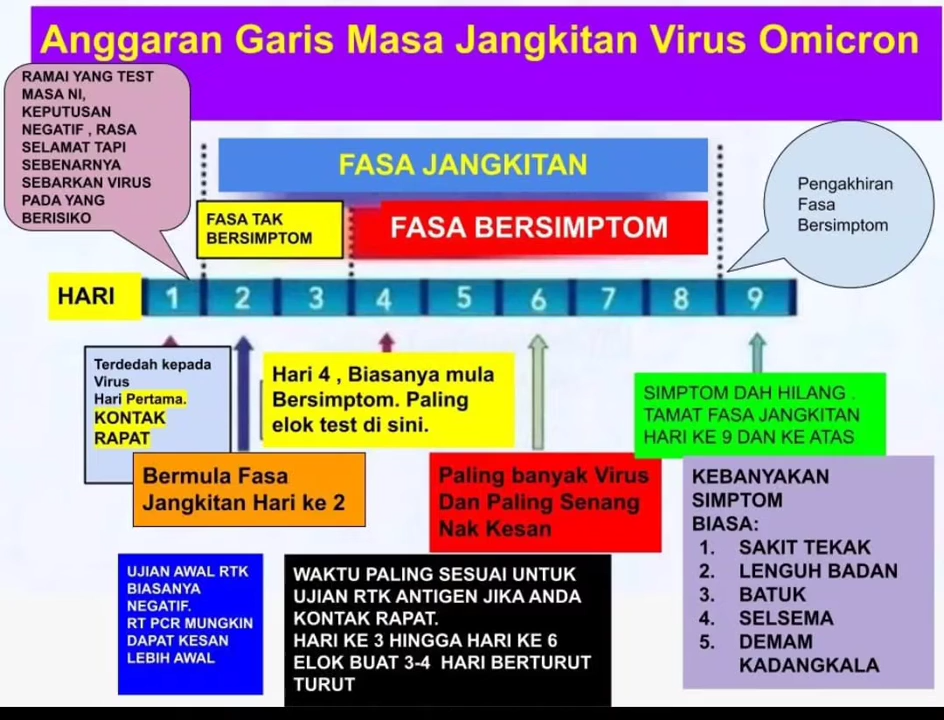 Anggaran Garis Masa Jangkitan Virus Omicron
RAMAI YANG TEST
MASA NI,
KEPUTUSAN
NEGATIF , RASA
SELAMAT TAPI
SEBENARNYA
SEBARKAN VIRUS
PADA YANG
BERISIKO
FASA JANGKITAN
FASA TAK
BERSIMPTOM
FASA BERSIMPTOM
Pengakhiran
Fasa
Bersimptom
HARI 1 2 3 4 5 6 7 8 9
Terdedah kepada
Virus
Hari Pertama.
KONTAK
RAPAT
Hari 4 , Biasanya mula
Bersimptom. Paling
elok test di sini.
SIMPTOM DAH HILANG .
TAMAT FASA JANGKITAN
HARI KE 9 DAN KE ATAS
Bermula Fasa
Jangkitan Hari ke 2
Paling banyak Virus
Dan Paling Senang
Nak Kesan
KEBANYAKAN
SIMPTOM
BIASA:
1. SAKIT TEKAK
2. LENGUH BADAN
3. BATUK
4. SELSEMA
5. DEMAM
KADANGKALA
UJIAN AWAL RTK
BIASANYA
NEGATIF.
RT PCR MUNGKIN
DAPAT KESAN
LEBIH AWAL
WAKTU PALING SESUAI UNTUK
UJIAN RTK ANTIGEN JIKA ANDA
KONTAK RAPAT.
HARI KE 3 HINGGA HARI KE 6
ELOK BUAT 3-4 HARI BERTURUT
TURUT